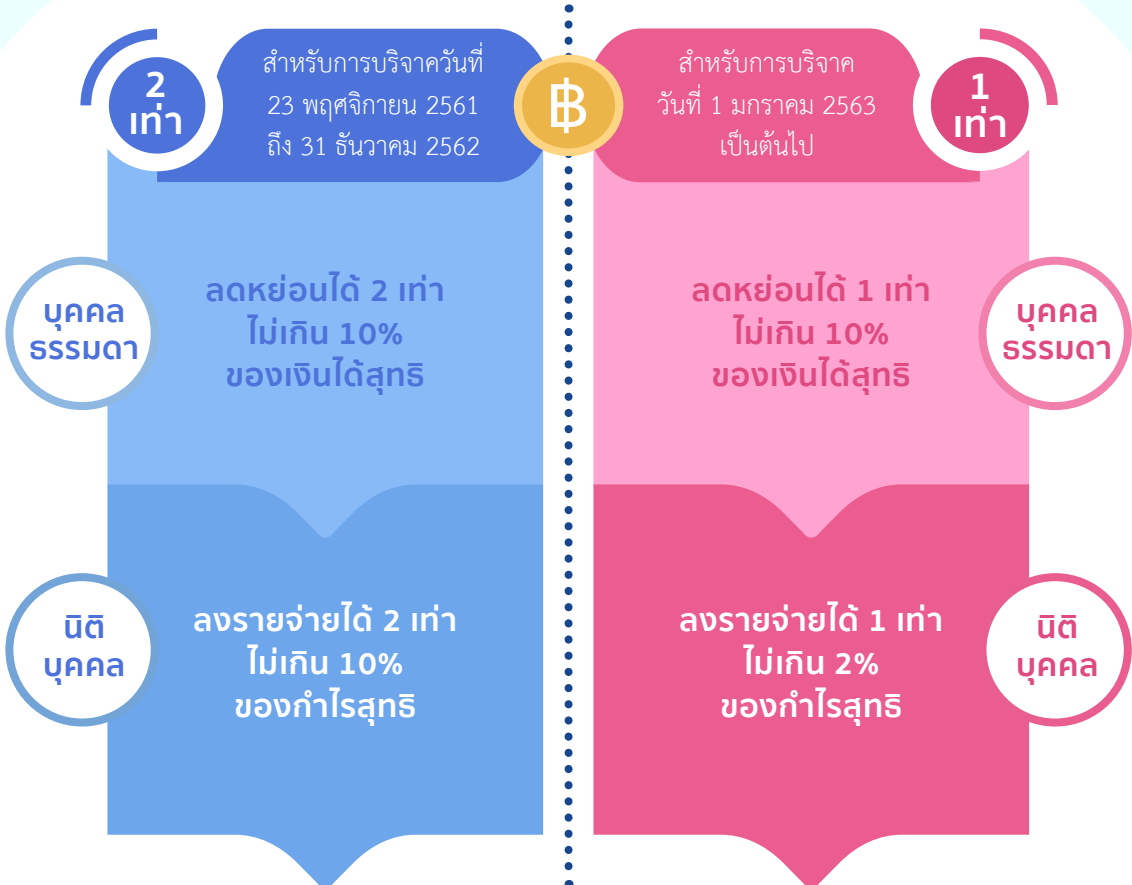 2
เท่า
สำหรับการบริจาควันที่
23 พฤศจิกายน 2561
ถึง 31 ธันวาคม 2562
฿
สำหรับการบริจาค
วันที่ 1 มกราคม 2563
เป็นต้นไป
1
เท่า
บุคคล
ธรรมดา
ลดหย่อนได้ 2 เท่า
ไม่เกิน 10%
ของเงินได้สุทธิ
ลดหย่อนได้ 1 เท่า
ไม่เกิน 10%
ของเงินได้สุทธิ
บุคคล
ธรรมดา
นิติ
บุคคล
ลงรายจ่ายได้ 2 เท่า
ไม่เกิน 10%
ของกำไรสุทธิ
ลงรายจ่ายได้ 1 เท่า
ไม่เกิน 2%
ของกำไรสุทธิ
นิติ
บุคคล